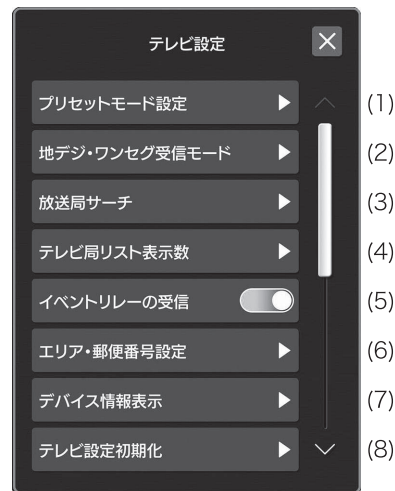 テレビ設定
プリセットモード設定 (1)
地デジ・ワンセグ受信モード (2)
放送局サーチ (3)
テレビ局リスト表示数 (4)
イベントリレーの受信 (5)
エリア・郵便番号設定 (6)
デバイス情報表示 (7)
テレビ設定初期化 (8)